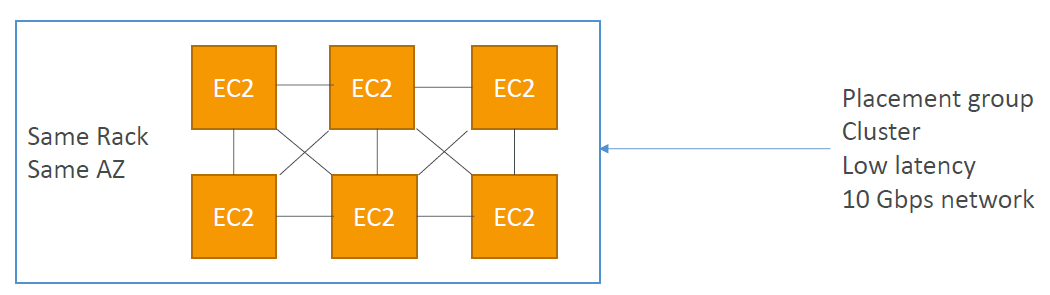 Same Rack
Same AZ
EC2
EC2
EC2
EC2
EC2
EC2
Placement group
Cluster
Low latency
10 Gbps network